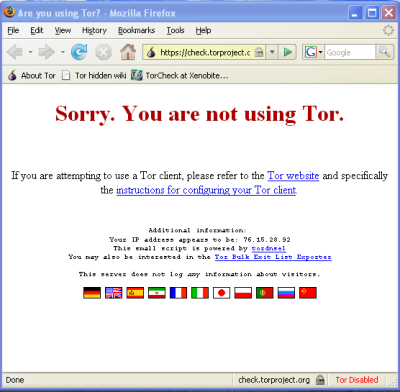 Are you using Tor? - Mozilla Firefox
File Edit View History Bookmarks Tools Help
https://check.torproject.c
Google
About Tor Tor hidden wiki TorCheck at Xenobite...
Sorry. You are not using Tor.
If you are attempting to use a Tor client, please refer to the Tor website and specifically
the instructions for configuring your Tor client.
Additional information:
Your IP address appears to be: 76.15.28.92
This small script is powered by tordnsel
You may also be interested in the Tor Bulk Exit List Exporter
This server does not log any information about visitors.
Done check.torproject.org Tor Disabled